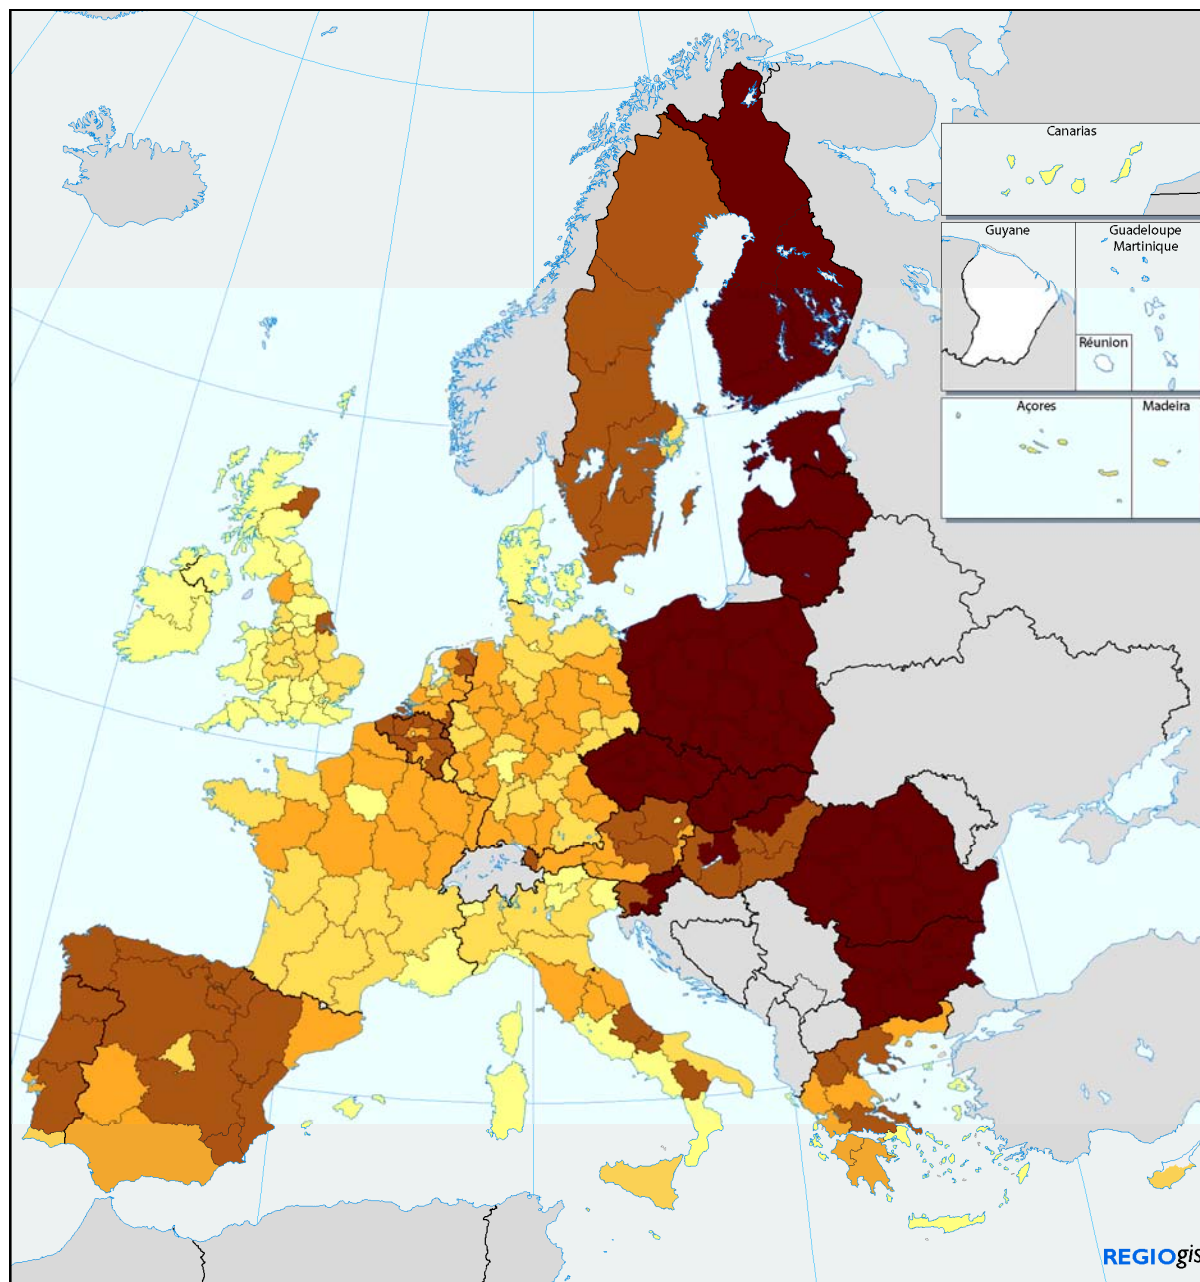 Canarias
Guyane
Guadeloupe
Martinique
Réunion
Açores
Madeira
REGIOgis